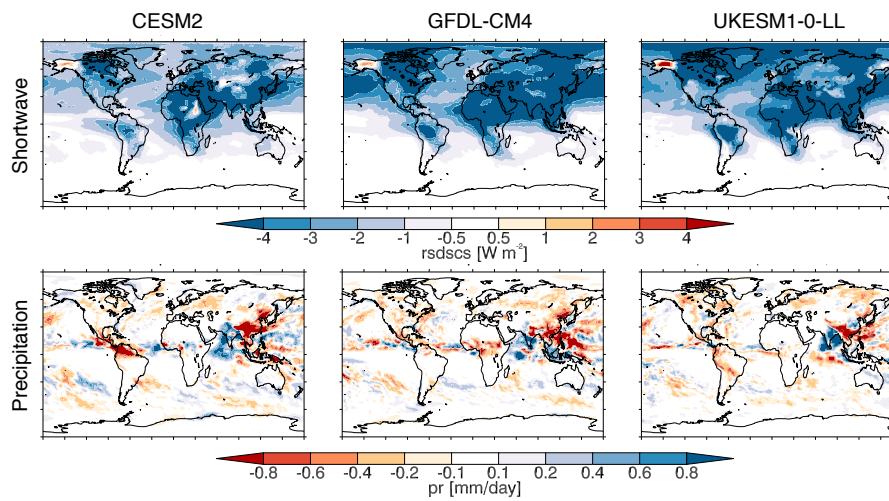 CESM2 GFDL-CM4 UKESM1-0-LL
Shortwave
-4 -3 -2 -1 -0.5 0.5 1 2 3 4
rsdscs [W m⁻²]
Precipitation
-0.8 -0.6 -0.4 -0.2 -0.1 0.1 0.2 0.4 0.6 0.8
pr [mm/day]